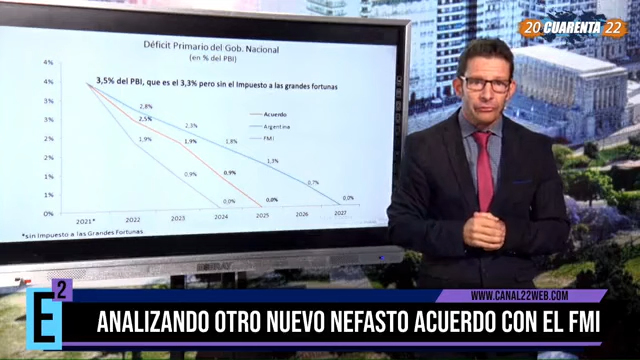 20 CUARENTA 22
Déficit Primario del Gob. Nacional
(en % del PBI)
4%
4%
3%
3%
2%
2%
1%
1%
0%
3,5% del PBI, que es el 3,3% pero sin el Impuesto a las grandes fortunas
2,8%
2,5%
2,3%
1,9%
1,9%
1,8%
1,3%
0,9%
0,9%
0,7%
0,0%
0,0%
0,0%
Acuerdo
Argentina
FMI
2021* 2022 2023 2024 2025 2026 2027
*sin Impuesto a las Grandes Fortunas.
WWW.CANAL22WEB.COM
E2
ANALIZANDO OTRO NUEVO NEFASTO ACUERDO CON EL FMI